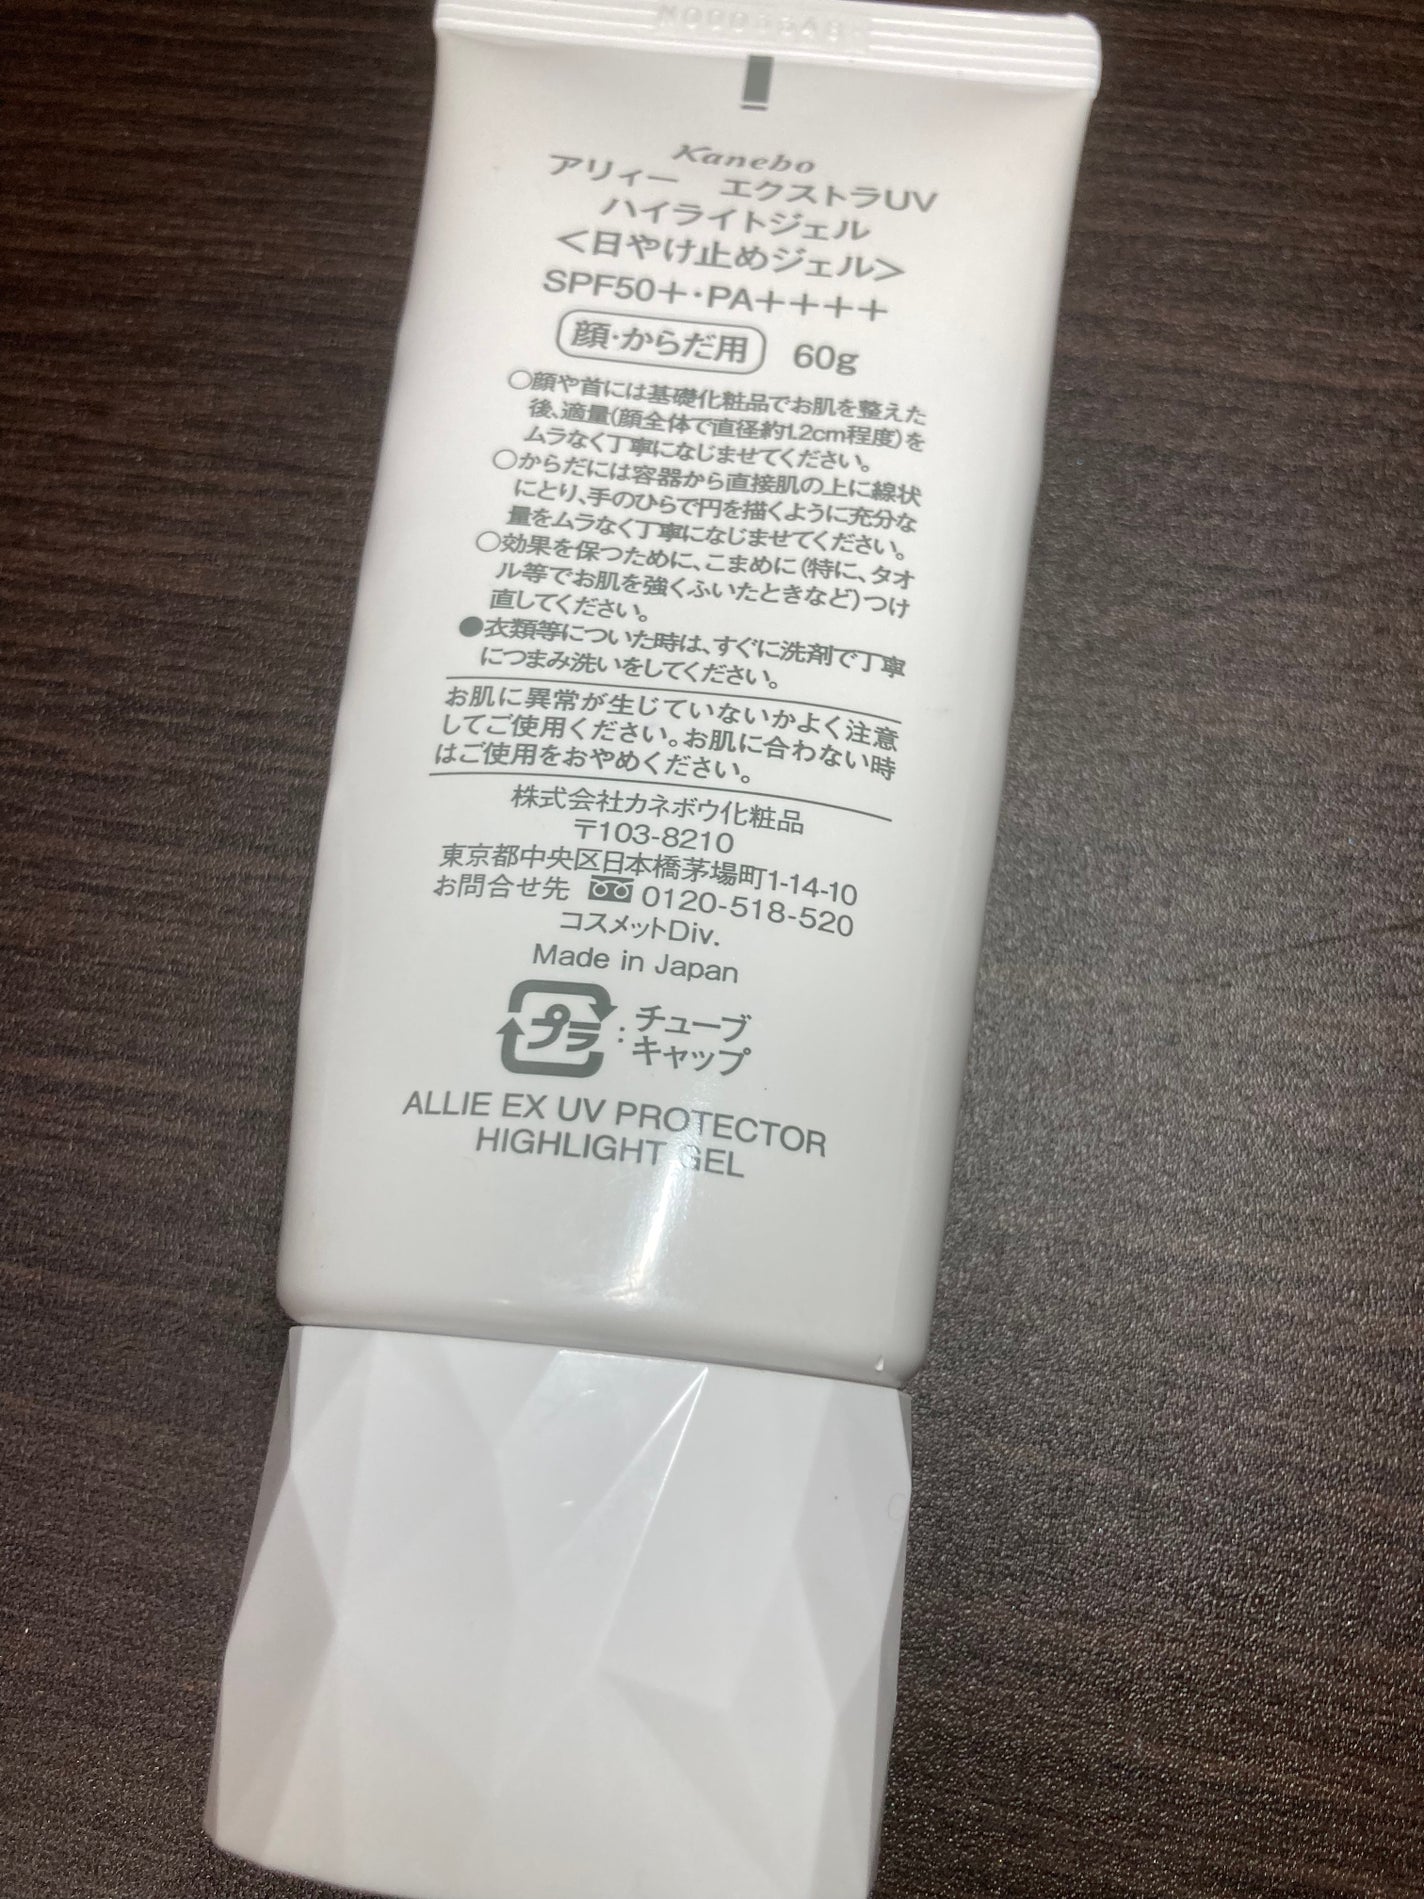 Kanebo
アリィー エクストラUV
ハイライトジェル
＜日やけ止めジェル＞
SPF50+・PA++++
顔・からだ用 60g
○顔や首には基礎化粧品でお肌を整えた
後、適量(顔全体で直径約1.2cm程度)を
ムラなく丁寧になじませてください。
○からだには容器から直接肌の上に線状
にとり、手のひらで円を描くように充分な
量をムラなく丁寧になじませてください。
○効果を保つために、こまめに(特に、タオ
ル等でお肌を強くふいたときなど)つけ
直してください。
●衣類等についた時は、すぐに洗剤で丁寧
につまみ洗いをしてください。
お肌に異常が生じていないかよく注意
してご使用ください。お肌に合わない時
はご使用をおやめください。
株式会社カネボウ化粧品
〒103-8210
東京都中央区日本橋茅場町1-14-10
お問合せ先 0120-518-520
コスメットDiv.
Made in Japan
プラ : チューブ
キャップ
ALLIE EX UV PROTECTOR
HIGHLIGHT GEL